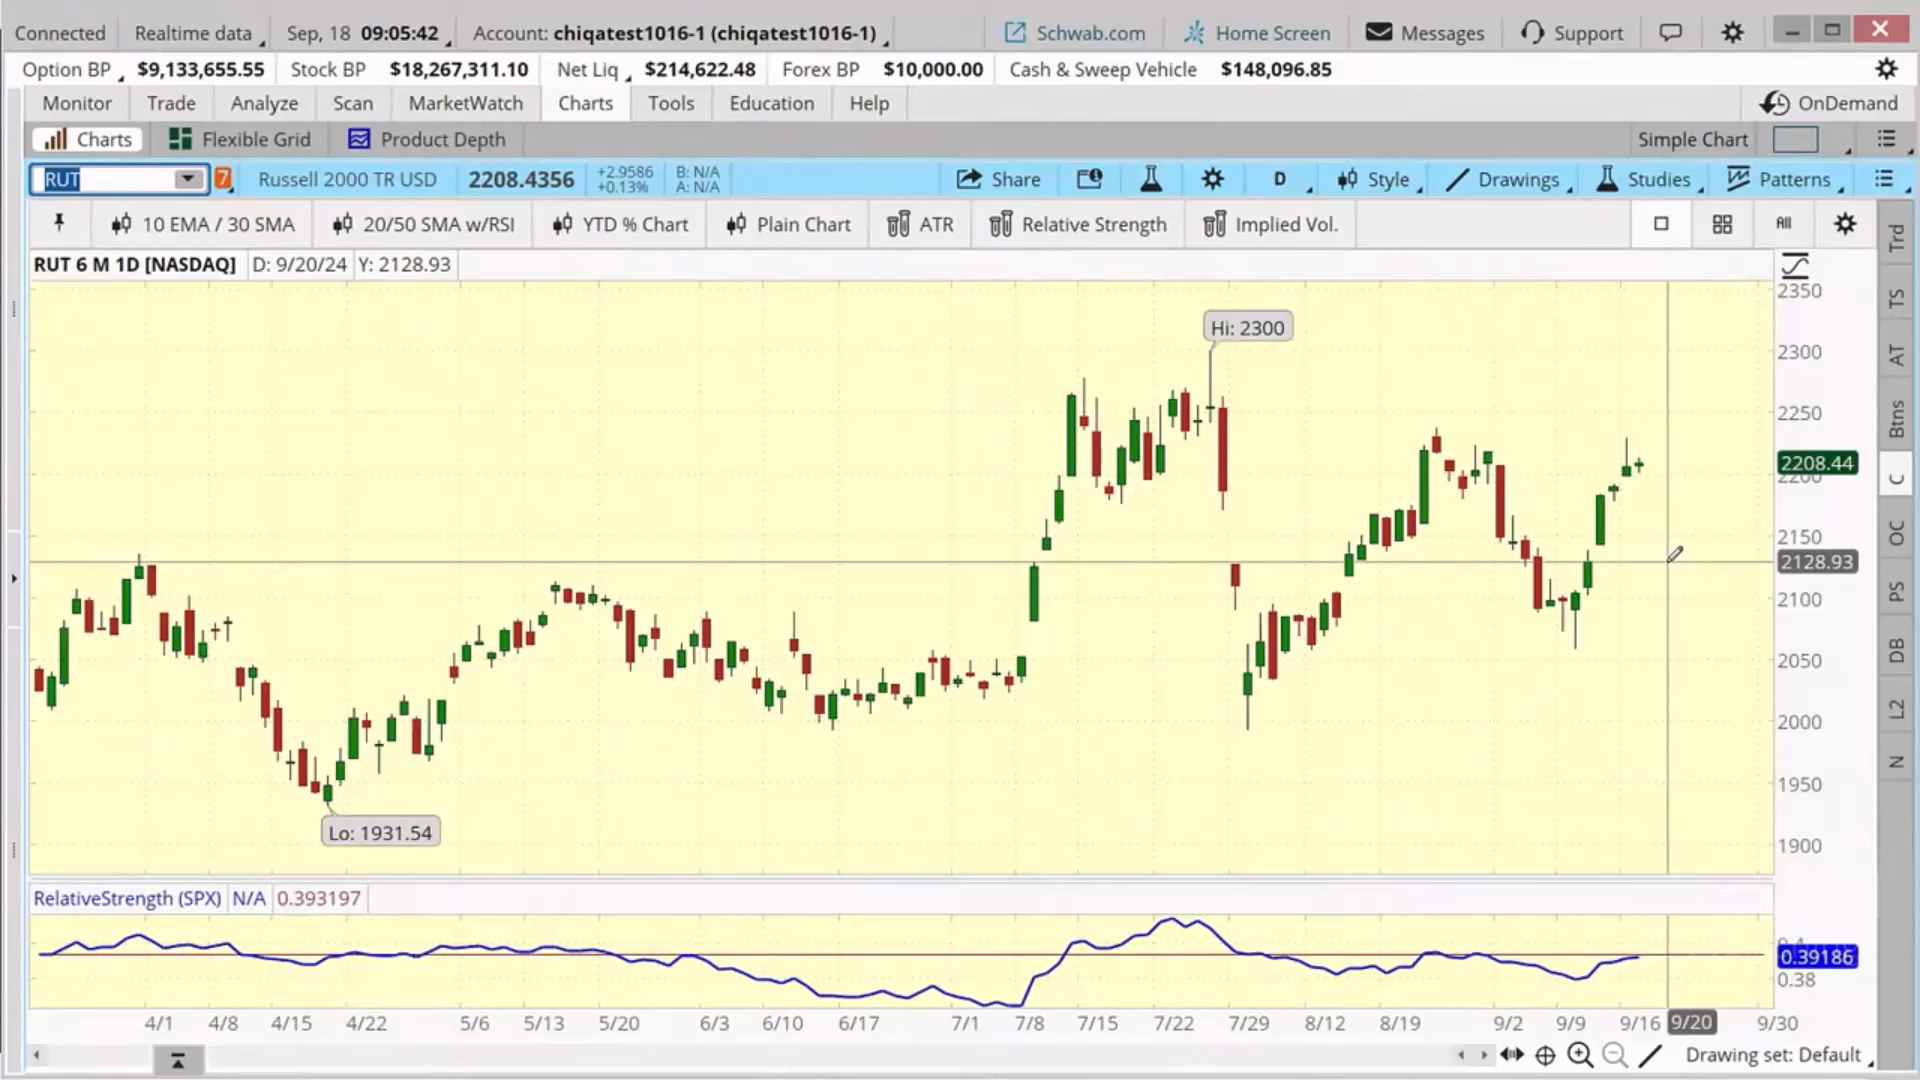 Connected Realtime data Sep, 18 09:05:42 Account: chiqatest1016-1 (chiqatest1016-1) Schwab.com Home Screen Messages Support
Option BP $9,133,655.55 Stock BP $18,267,311.10 Net Liq $214,622.48 Forex BP $10,000.00 Cash & Sweep Vehicle $148,096.85
Monitor Trade Analyze Scan MarketWatch Charts Tools Education Help OnDemand
Charts Flexible Grid Product Depth Simple Chart
RUT 7 Russell 2000 TR USD 2208.4356 +2.9586 +0.13% B: N/A A: N/A Share D Style Drawings Studies Patterns
10 EMA / 30 SMA 20/50 SMA w/RSI YTD % Chart Plain Chart ATR Relative Strength Implied Vol. All
RUT 6 M 1D [NASDAQ] D: 9/20/24 Y: 2128.93
2350
Hi: 2300
2300
2250
2208.44
2200
2150
2128.93
2100
2050
2000
1950
Lo: 1931.54
1900
RelativeStrength (SPX) N/A 0.393197
0.4
0.39186
0.38
4/1 4/8 4/15 4/22 5/6 5/13 5/20 6/3 6/10 6/17 7/1 7/8 7/15 7/22 7/29 8/12 8/19 9/2 9/9 9/16 9/20 9/30
Drawing set: Default
Trd
TS
AT
Btns
C
OC
PS
DB
L2
N